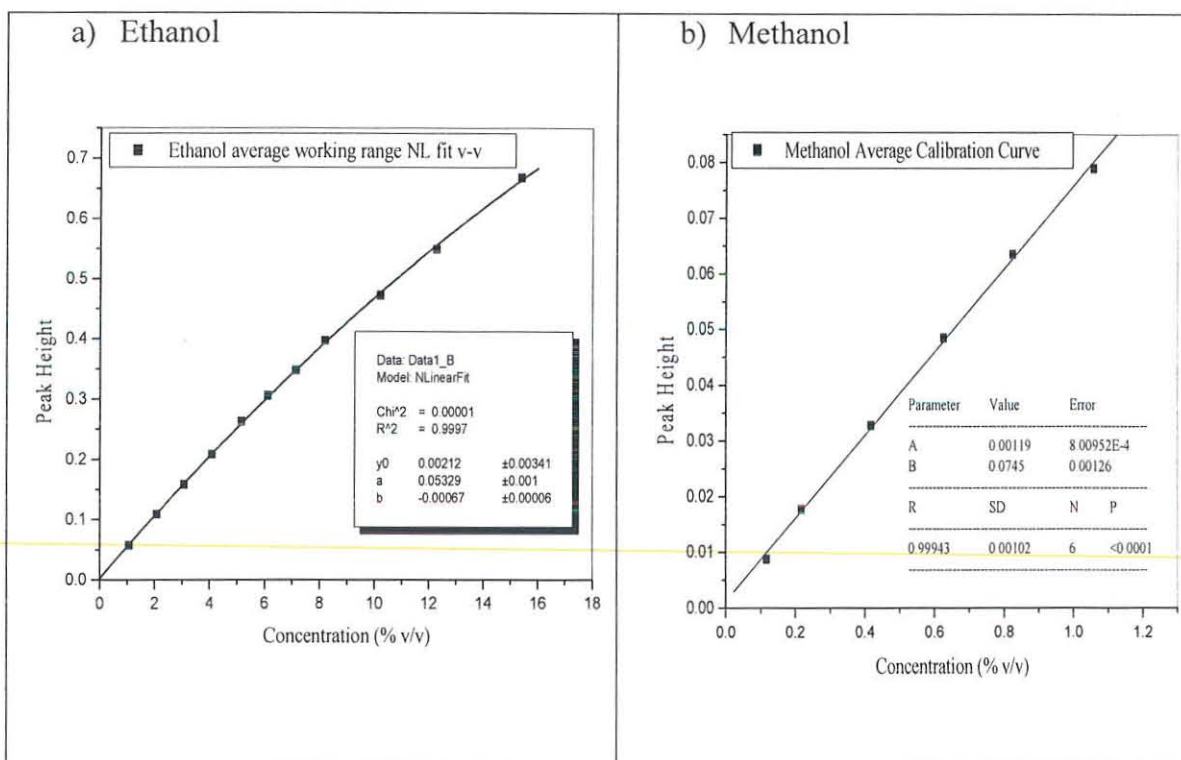 a) Ethanol
Ethanol average working range NL fit v-v
0.7
0.6
0.5
0.4
0.3
0.2
0.1
0.0
Peak Height
Data: Data1_B
Model: NLinearFit
Chi^2 = 0.00001
R^2 = 0.9997
y0 0.00212 ±0.00341
a 0.05329 ±0.001
b -0.00067 ±0.00006
0 2 4 6 8 10 12 14 16 18
Concentration (% v/v)
b) Methanol
Methanol Average Calibration Curve
0.08
0.07
0.06
0.05
0.04
0.03
0.02
0.01
0.00
Peak Height
Parameter Value Error
A 0.00119 8.00952E-4
B 0.0745 0.00126
R SD N P
0.99943 0.00102 6 <0.0001
0.0 0.2 0.4 0.6 0.8 1.0 1.2
Concentration (% v/v)